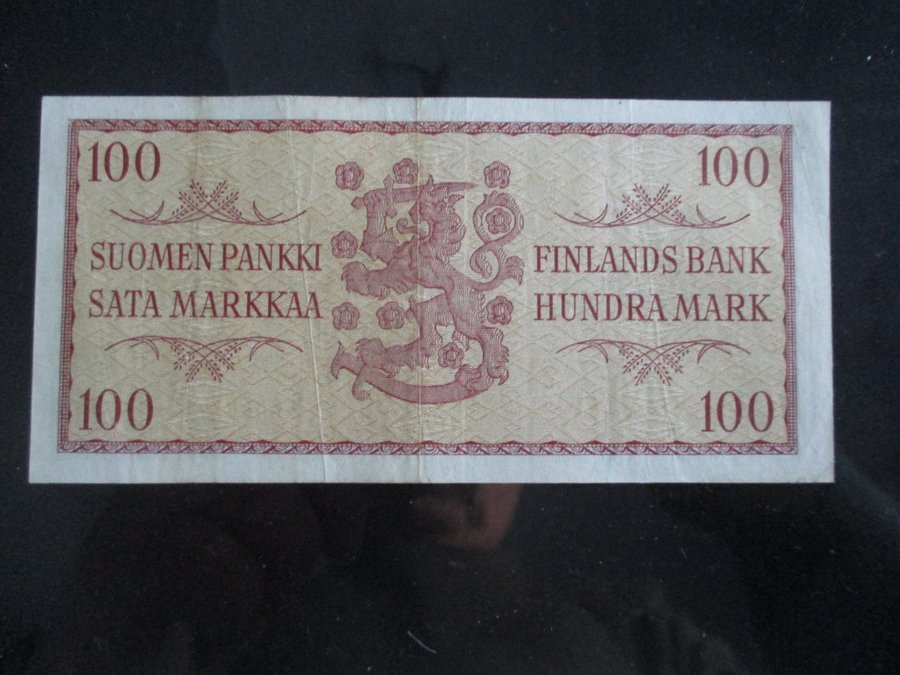 100
100
SUOMEN PANKKI
SATA MARKKAA
FINLANDS BANK
HUNDRA MARK
100
100